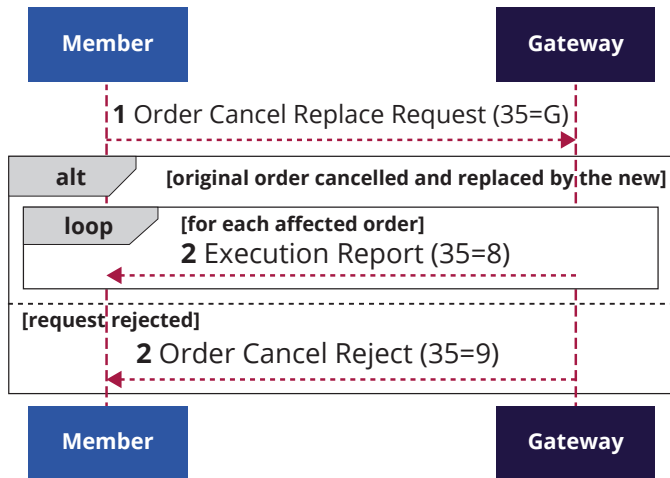 Member Gateway
1 Order Cancel Replace Request (35=G)
alt [original order cancelled and replaced by the new]
loop [for each affected order]
2 Execution Report (35=8)
[request rejected]
2 Order Cancel Reject (35=9)
Member Gateway